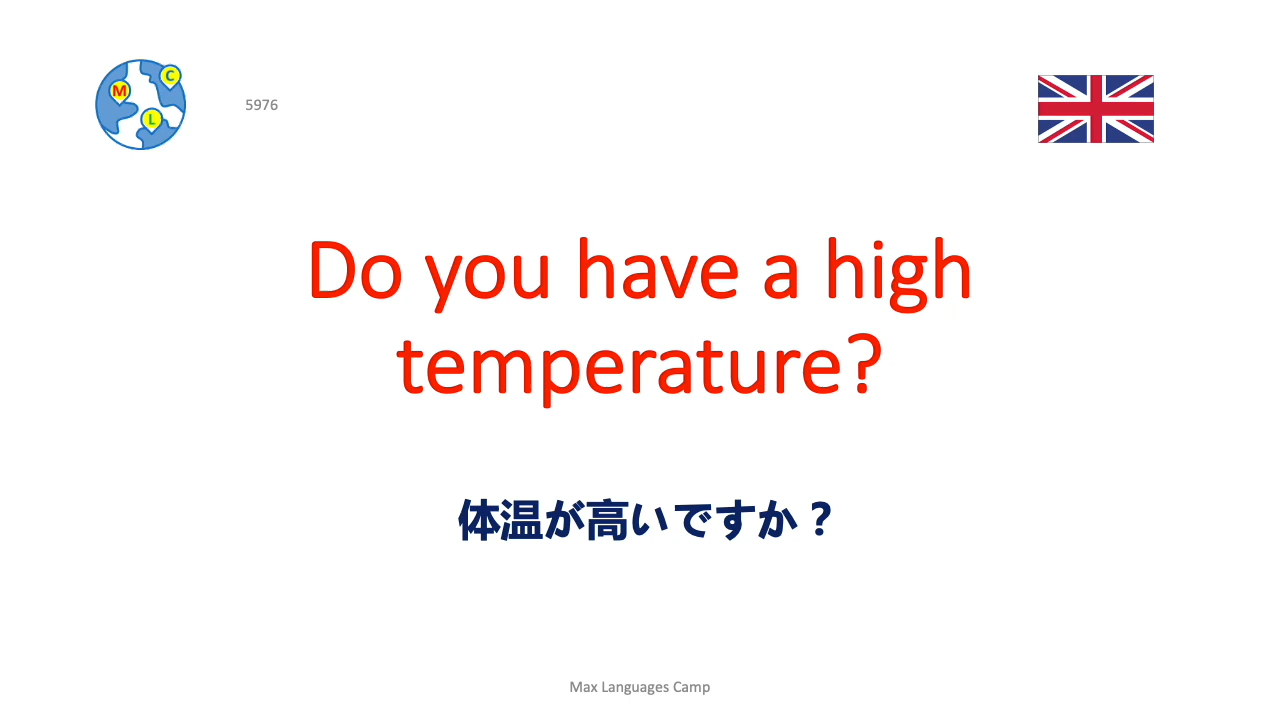 M
C
L
5976
Do you have a high
temperature?
体温が高いですか？
Max Languages Camp